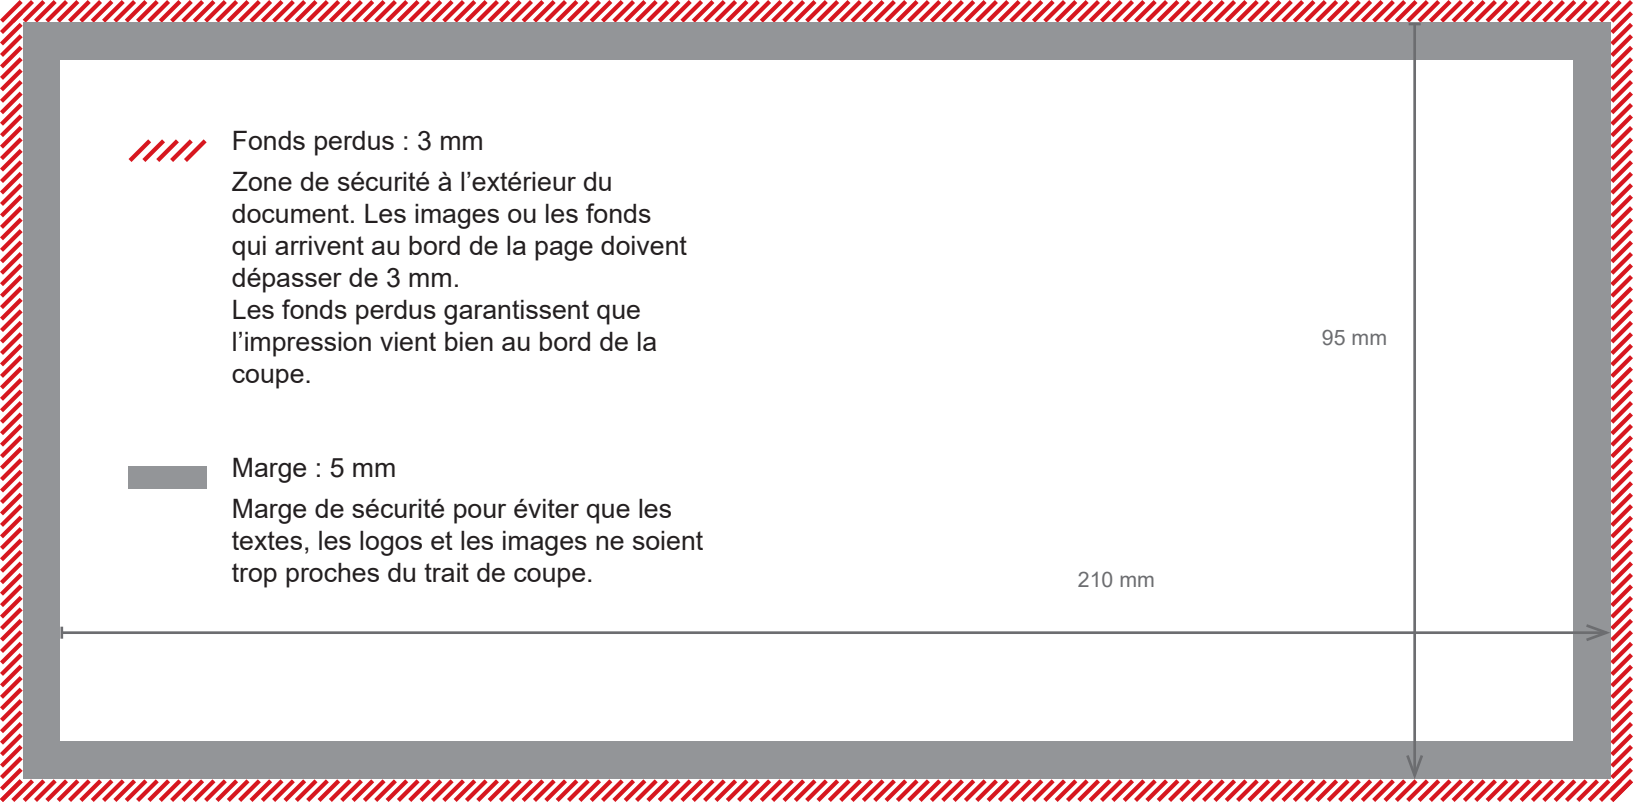 Fonds perdus : 3 mm
Zone de sécurité à l’extérieur du
document. Les images ou les fonds
qui arrivent au bord de la page doivent
dépasser de 3 mm.
Les fonds perdus garantissent que
l’impression vient bien au bord de la
coupe.
95 mm
Marge : 5 mm
Marge de sécurité pour éviter que les
textes, les logos et les images ne soient
trop proches du trait de coupe.
210 mm